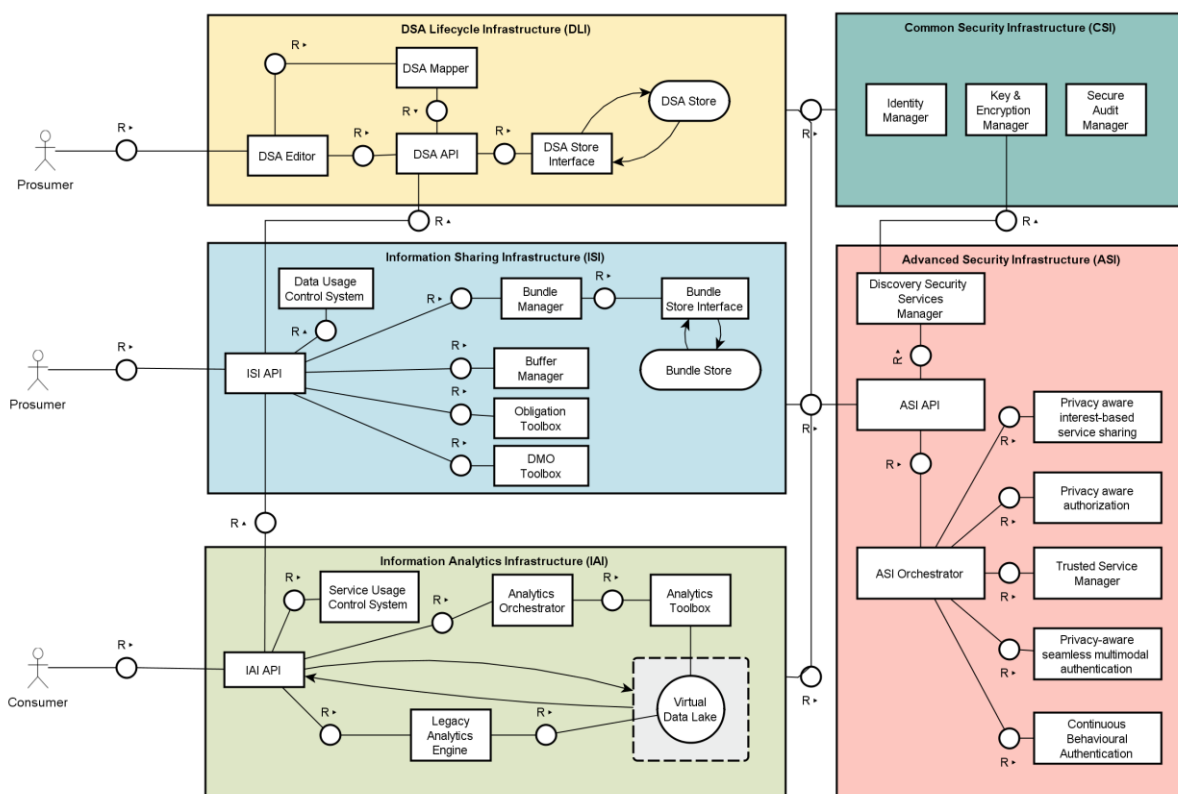 DSA Lifecycle Infrastructure (DLI)
R ▸
DSA Mapper
R ▾
DSA Store
R ▸
Prosumer
DSA Editor
R ▸
DSA API
R ▸
DSA Store
Interface
R ▸
Common Security Infrastructure (CSI)
Identity
Manager
Key &
Encryption
Manager
Secure
Audit
Manager
R ▴
R ▴
Information Sharing Infrastructure (ISI)
Data Usage
Control System
R ▴
R ▸
Bundle
Manager
R ▸
Bundle
Store Interface
Bundle Store
R ▸
Prosumer
ISI API
R ▸
Buffer
Manager
R ▸
Obligation
Toolbox
R ▸
DMO
Toolbox
R ▸
R ▴
Advanced Security Infrastructure (ASI)
Discovery Security
Services
Manager
R ▸
ASI API
R ▸
Privacy aware
interest-based
service sharing
R ▸
Privacy aware
authorization
R ▸
ASI Orchestrator
Trusted Service
Manager
R ▸
Privacy-aware
seamless multimodal
authentication
R ▸
Continuous
Behavioural
Authentication
R ▸
Information Analytics Infrastructure (IAI)
R ▸
Service Usage
Control System
R ▸
Analytics
Orchestrator
R ▸
Analytics
Toolbox
R ▸
Consumer
IAI API
R ▸
Legacy
Analytics
Engine
R ▸
Virtual
Data Lake
R ▸